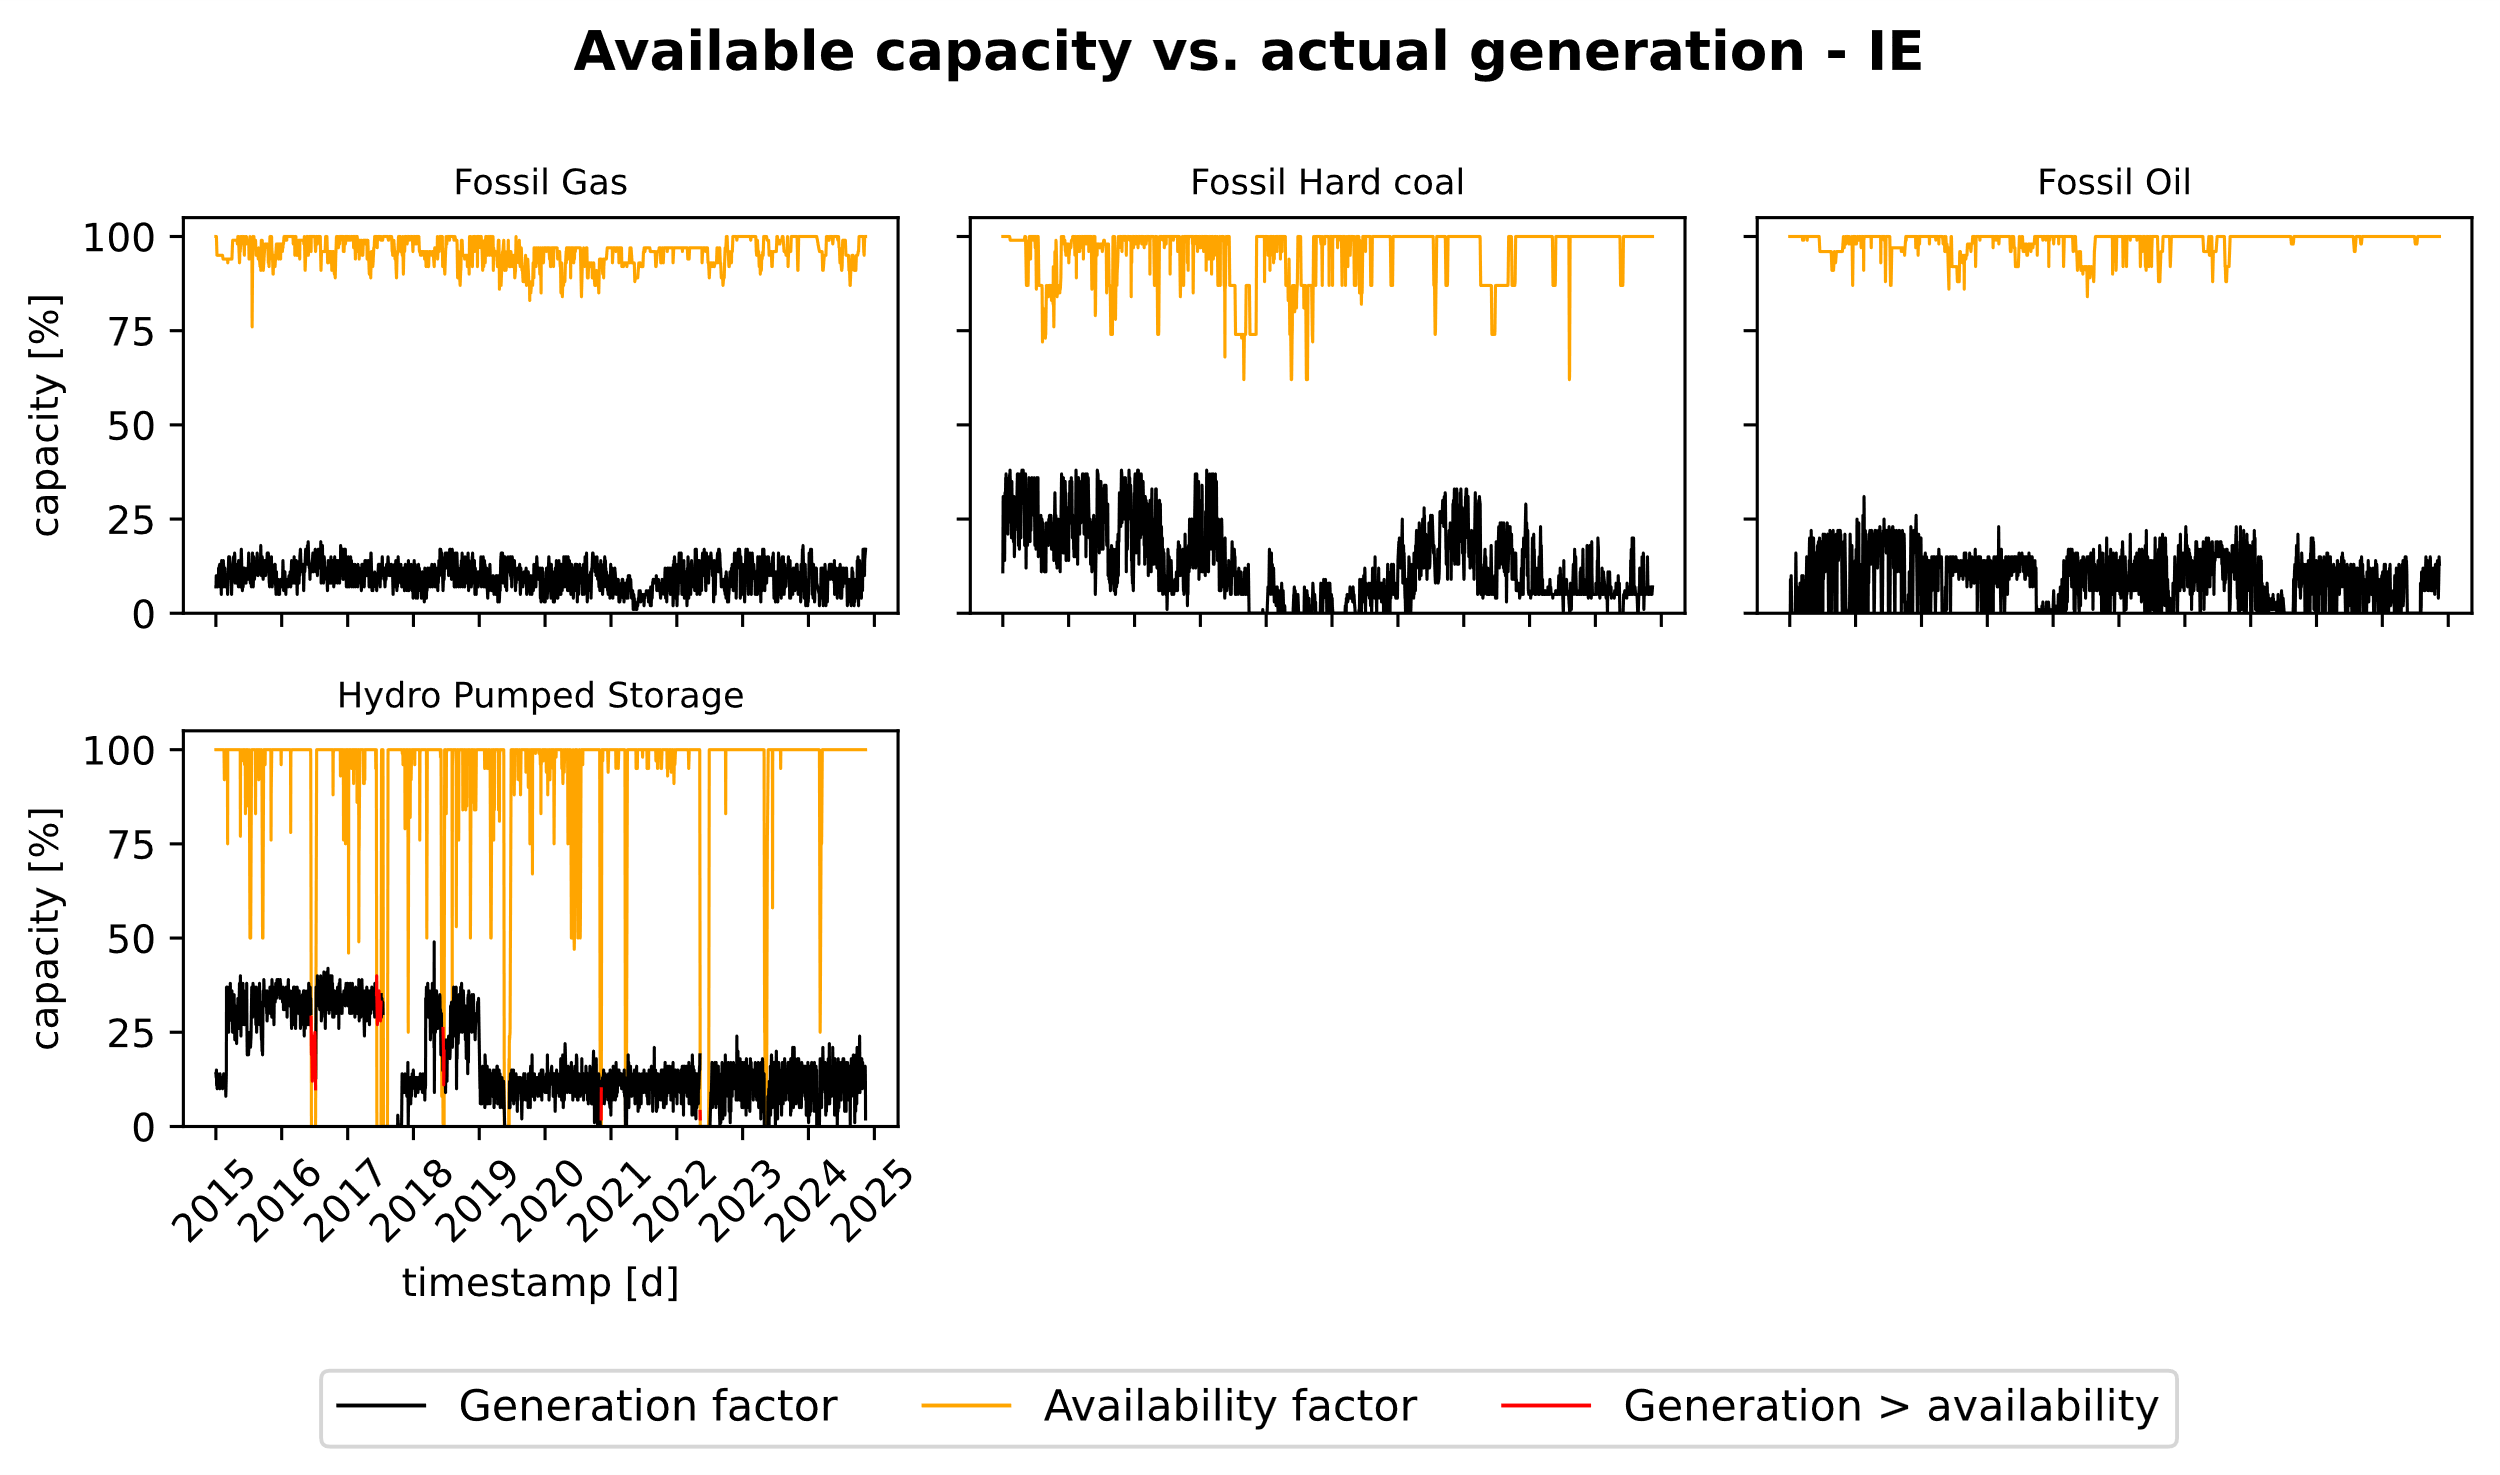 Available capacity vs. actual generation - IE
Fossil Gas
Fossil Hard coal
Fossil Oil
capacity [%]
100
75
50
25
0
Hydro Pumped Storage
capacity [%]
100
75
50
25
0
2015
2016
2017
2018
2019
2020
2021
2022
2023
2024
2025
timestamp [d]
Generation factor
Availability factor
Generation > availability